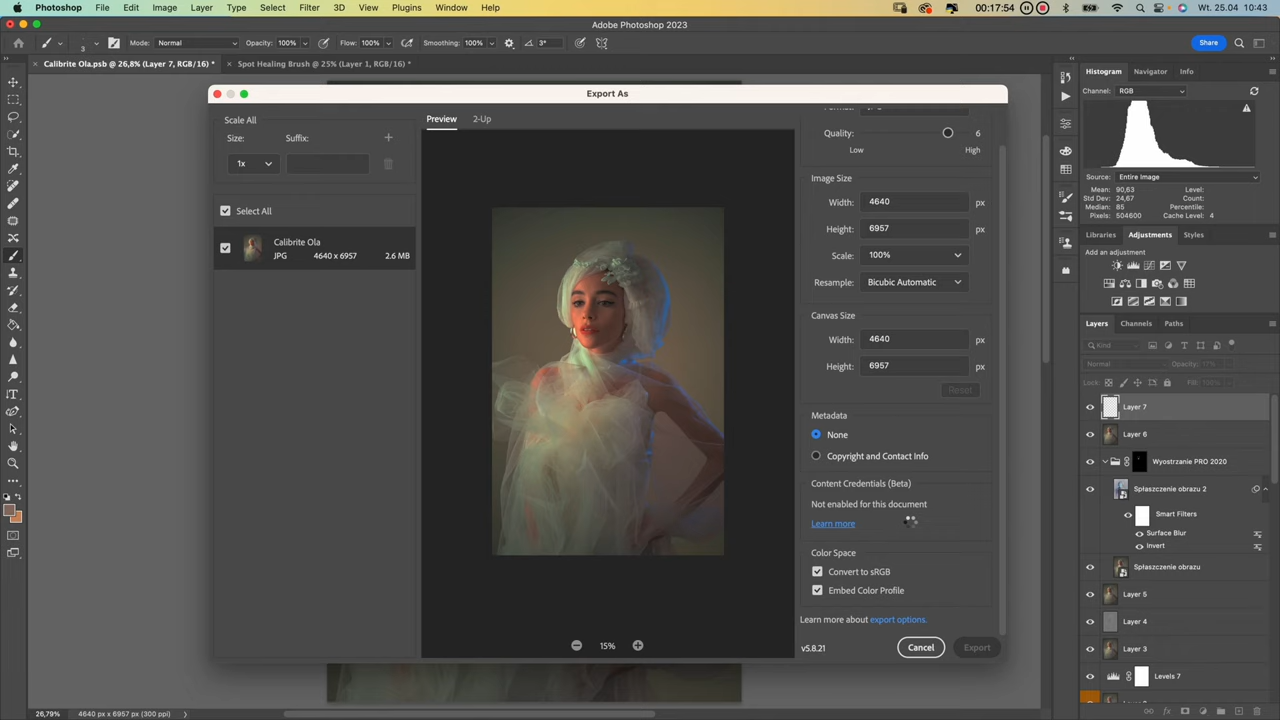 Photoshop File Edit Image Layer Type Select Filter 3D View Plugins Window Help 00:17:54 Wt. 25.04 10:43
Adobe Photoshop 2023
3 Mode: Normal Opacity: 100% Flow: 100% Smoothing: 100% 3° Share
Calibrite Ola.psb @ 26,8% (Layer 7, RGB/16) * Spot Healing Brush @ 25% (Layer 1, RGB/16) *
Export As
Scale All
Size: Suffix:
1x
Select All
Calibrite Ola
JPG 4640 x 6957 2.6 MB
Preview 2-Up
15%
Quality: 6
Low High
Image Size
Width: 4640 px
Height: 6957 px
Scale: 100%
Resample: Bicubic Automatic
Canvas Size
Width: 4640 px
Height: 6957 px
Reset
Metadata
None
Copyright and Contact Info
Content Credentials (Beta)
Not enabled for this document
Learn more
Color Space
Convert to sRGB
Embed Color Profile
Learn more about export options.
v5.8.21 Cancel Export
Histogram Navigator Info
Channel: RGB
Source: Entire Image
Mean: 90,63 Level:
Std Dev: 24,67 Count:
Median: 85 Percentile:
Pixels: 504600 Cache Level: 4
Libraries Adjustments Styles
Add an adjustment
Layers Channels Paths
Kind
Normal Opacity: 17%
Lock: Fill: 100%
Layer 7
Layer 6
Wyostrzanie PRO 2020
Spłaszczenie obrazu 2
Smart Filters
Surface Blur
Invert
Spłaszczenie obrazu
Layer 5
Layer 4
Layer 3
Levels 7
26,79% 4640 px x 6957 px (300 ppi)